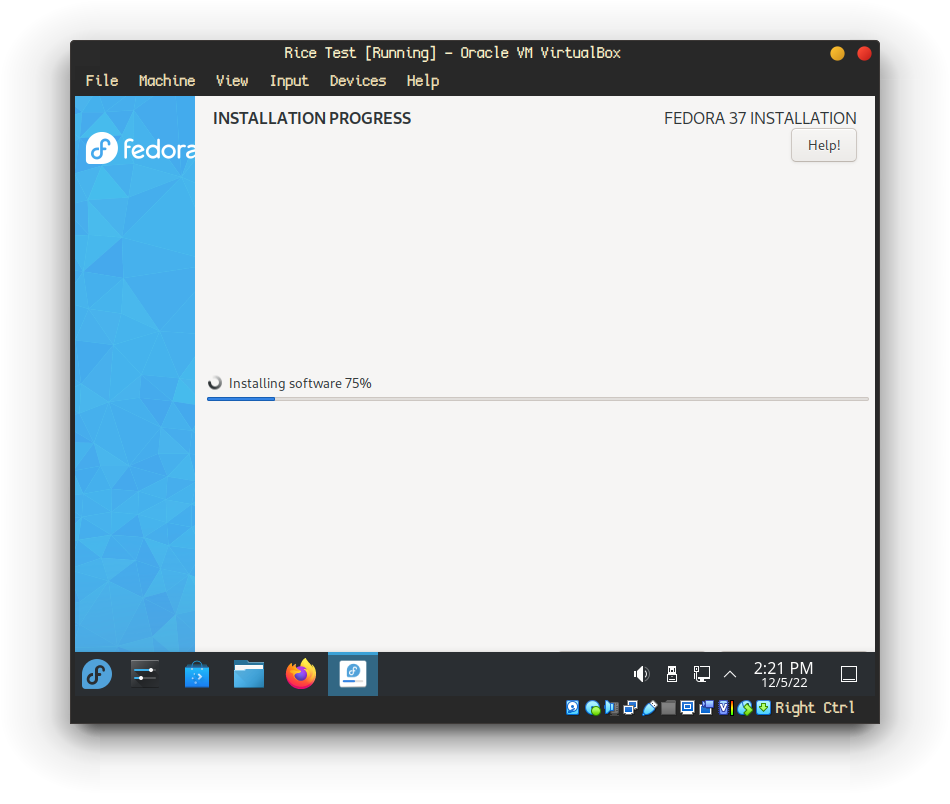 Rice Test [Running] – Oracle VM VirtualBox
File Machine View Input Devices Help
fedora
INSTALLATION PROGRESS
FEDORA 37 INSTALLATION
Help!
Installing software 75%
2:21 PM
12/5/22
Right Ctrl